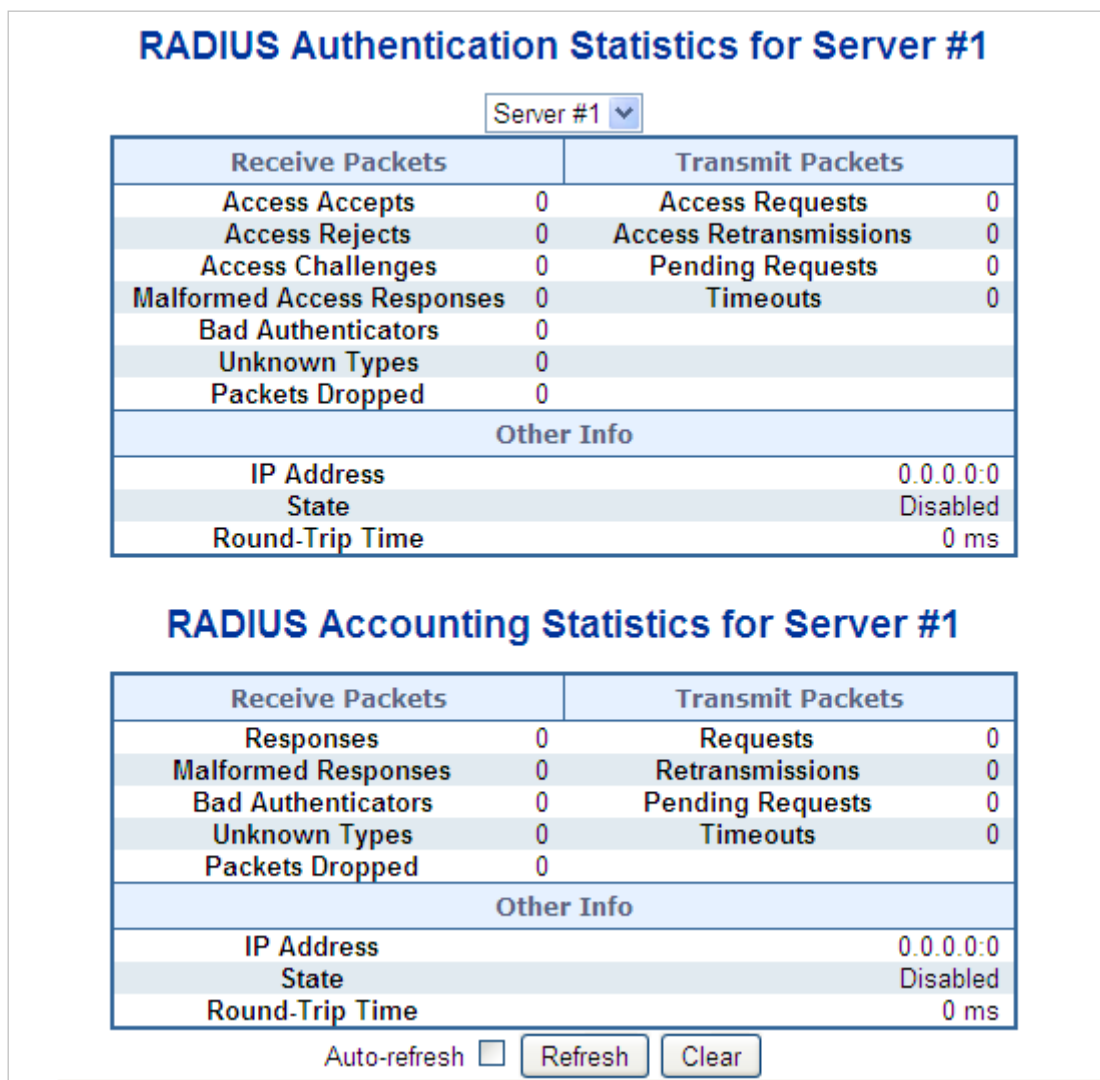 RADIUS Authentication Statistics for Server #1
Server #1
Receive Packets Transmit Packets
Access Accepts 0 Access Requests 0
Access Rejects 0 Access Retransmissions 0
Access Challenges 0 Pending Requests 0
Malformed Access Responses 0 Timeouts 0
Bad Authenticators 0
Unknown Types 0
Packets Dropped 0
Other Info
IP Address 0.0.0.0:0
State Disabled
Round-Trip Time 0 ms
RADIUS Accounting Statistics for Server #1
Receive Packets Transmit Packets
Responses 0 Requests 0
Malformed Responses 0 Retransmissions 0
Bad Authenticators 0 Pending Requests 0
Unknown Types 0 Timeouts 0
Packets Dropped 0
Other Info
IP Address 0.0.0.0:0
State Disabled
Round-Trip Time 0 ms
Auto-refresh Refresh Clear